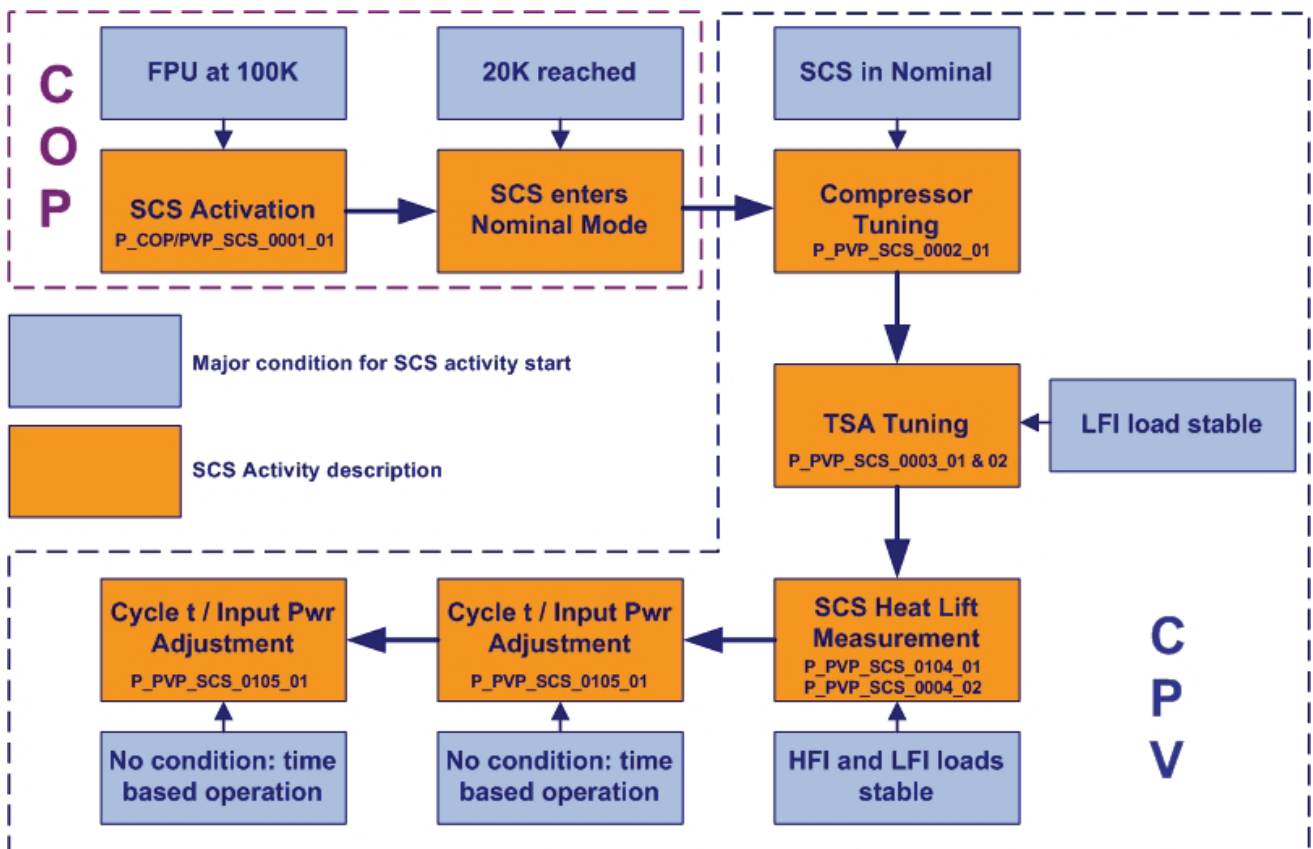 C
O
P
FPU at 100K
20K reached
SCS in Nominal
SCS Activation
P_COP/PVP_SCS_0001_01
SCS enters
Nominal Mode
Compressor
Tuning
P_PVP_SCS_0002_01
Major condition for SCS activity start
SCS Activity description
TSA Tuning
P_PVP_SCS_0003_01 & 02
LFI load stable
Cycle t / Input Pwr
Adjustment
P_PVP_SCS_0105_01
Cycle t / Input Pwr
Adjustment
P_PVP_SCS_0105_01
SCS Heat Lift
Measurement
P_PVP_SCS_0104_01
P_PVP_SCS_0004_02
No condition: time
based operation
No condition: time
based operation
HFI and LFI loads
stable
C
P
V